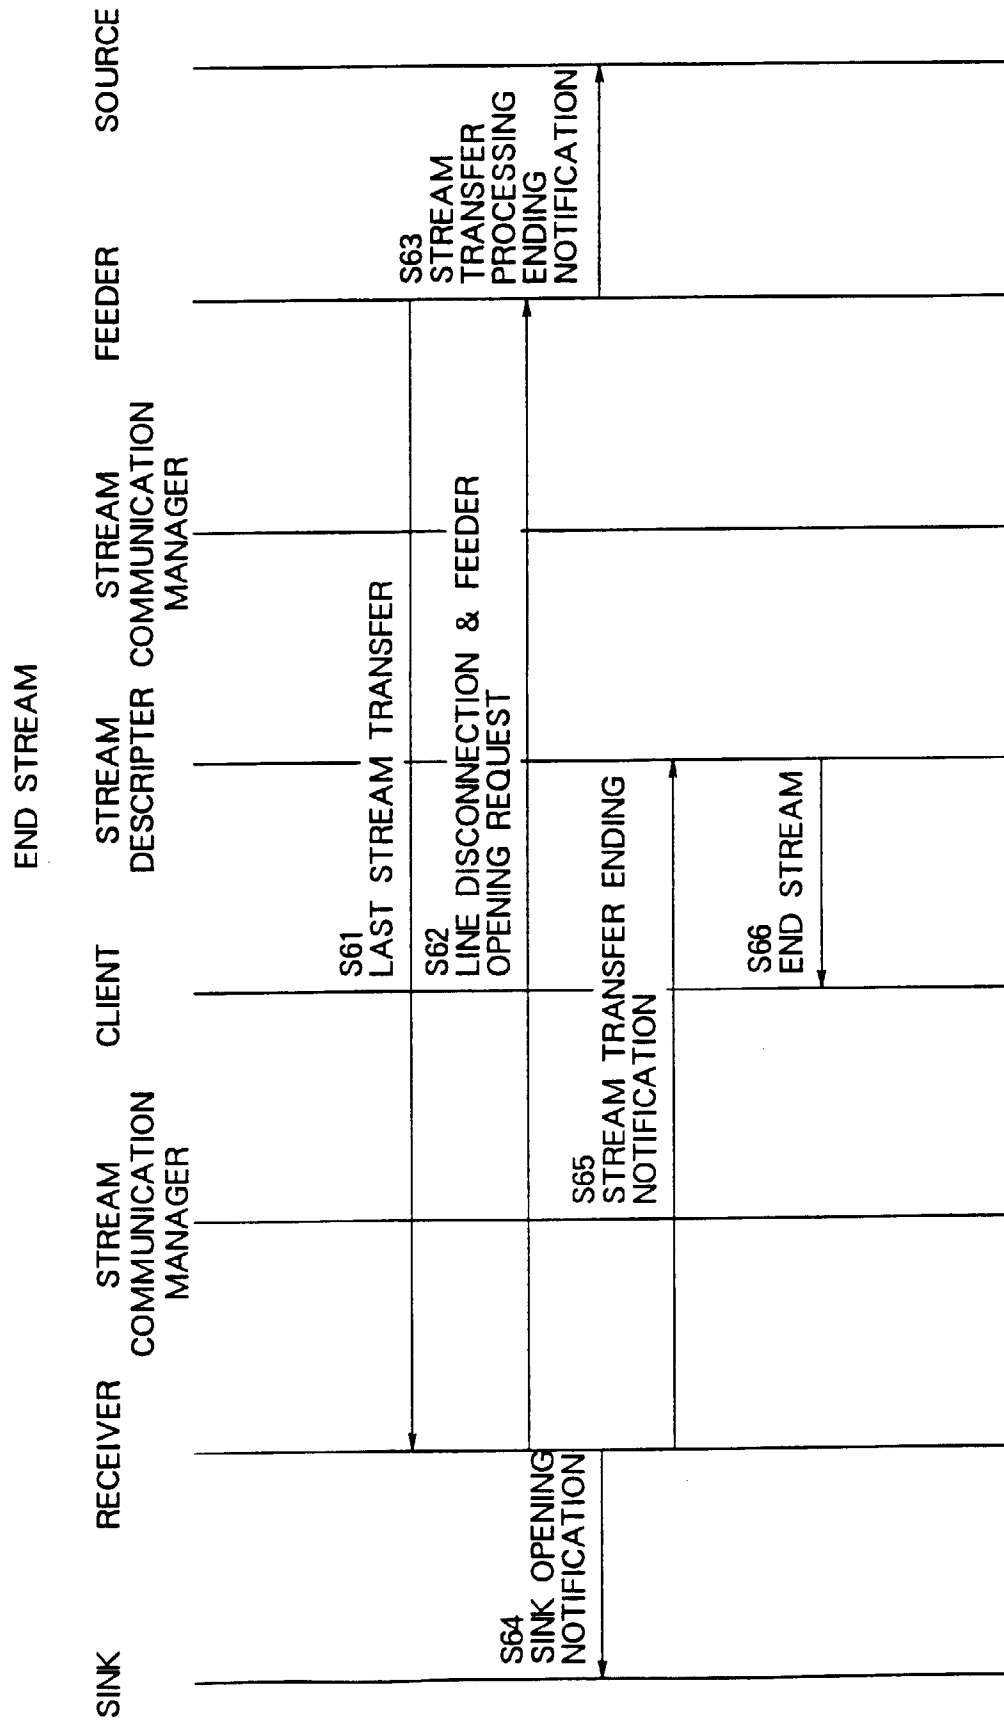 END STREAM
SINK
RECEIVER
STREAM
COMMUNICATION
MANAGER
CLIENT
STREAM
DESCRIPTER
STREAM
COMMUNICATION
MANAGER
FEEDER
SOURCE
S61
LAST STREAM TRANSFER
S62
LINE DISCONNECTION & FEEDER
OPENING REQUEST
S63
STREAM
TRANSFER
PROCESSING
ENDING
NOTIFICATION
S64
SINK OPENING
NOTIFICATION
S65
STREAM TRANSFER ENDING
NOTIFICATION
S66
END STREAM